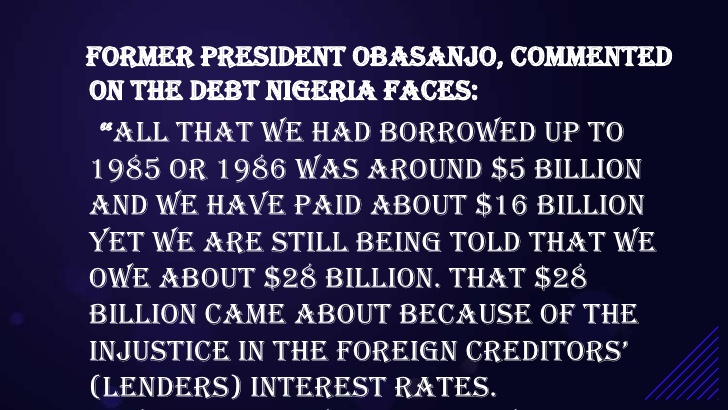 FORMER PRESIDENT OBASANJO, COMMENTED
ON THE DEBT NIGERIA FACES:
“ALL THAT WE HAD BORROWED UP TO
1985 OR 1986 WAS AROUND $5 BILLION
AND WE HAVE PAID ABOUT $16 BILLION
YET WE ARE STILL BEING TOLD THAT WE
OWE ABOUT $28 BILLION. THAT $28
BILLION CAME ABOUT BECAUSE OF THE
INJUSTICE IN THE FOREIGN CREDITORS’
(LENDERS) INTEREST RATES.